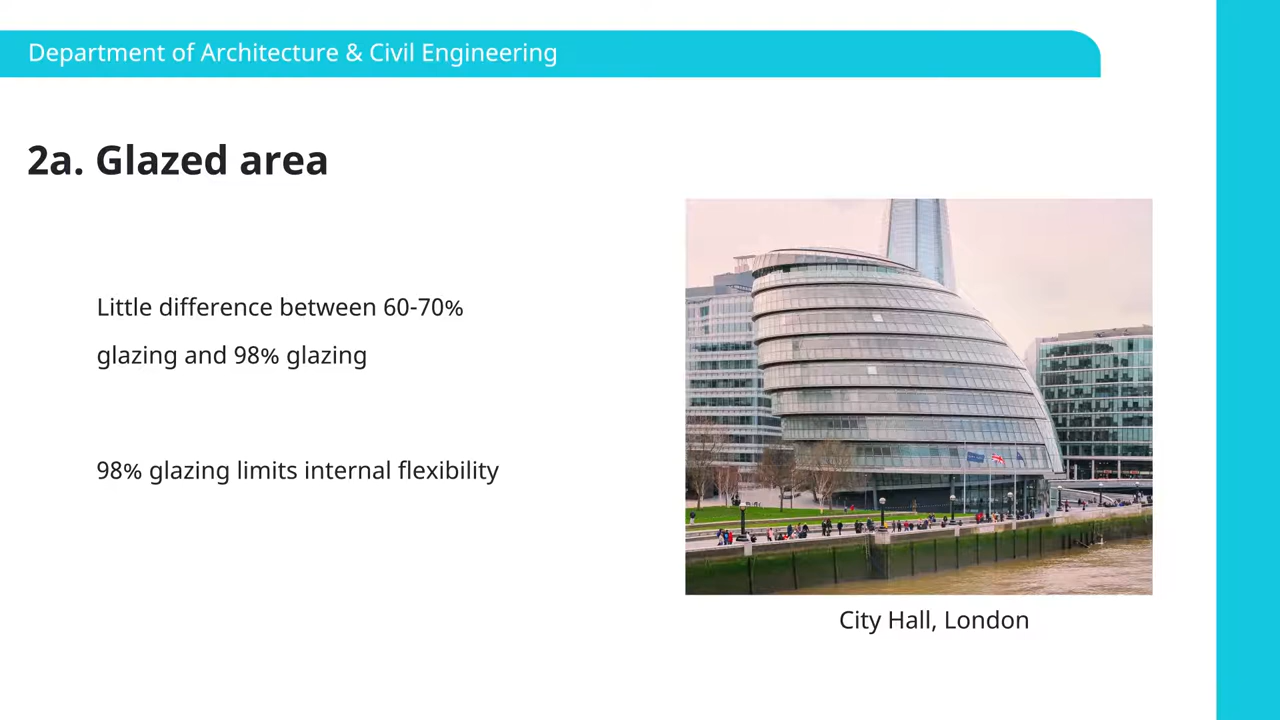 Department of Architecture & Civil Engineering
2a. Glazed area
Little difference between 60-70%
glazing and 98% glazing
98% glazing limits internal flexibility
City Hall, London